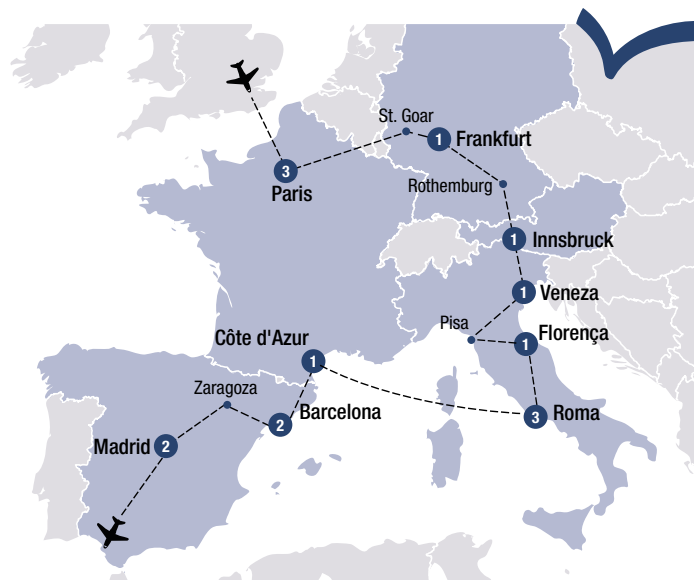 St. Goar
1
Frankfurt
3
Paris
Rothemburg
1
Innsbruck
1
Veneza
Pisa
1
Florença
Côte d'Azur
1
Zaragoza
2
Barcelona
3
Roma
Madrid
2